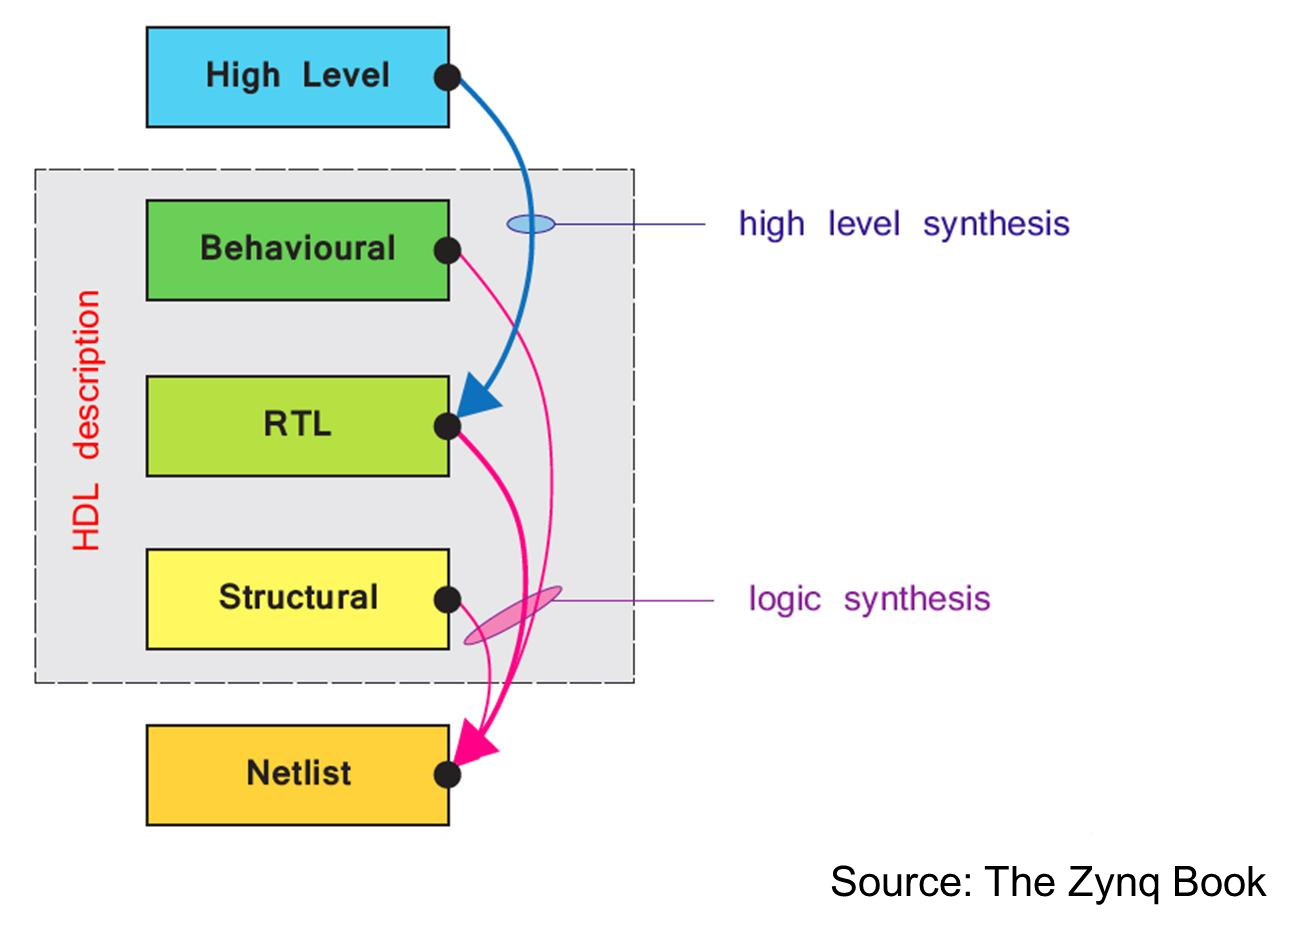 High Level
high level synthesis
Behavioural
HDL description
RTL
Structural
logic synthesis
Netlist
Source: The Zynq Book